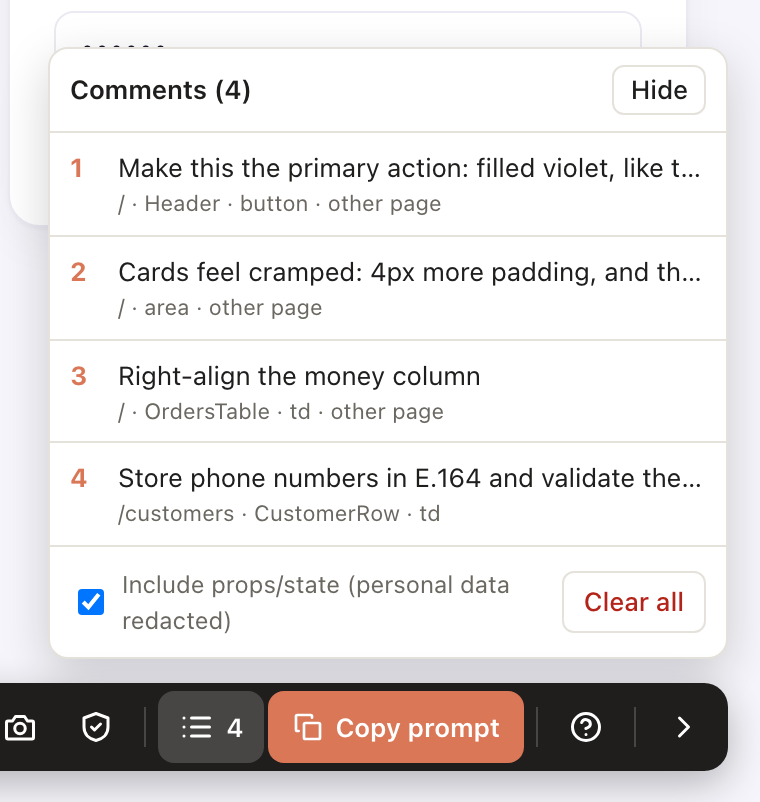 Comments (4)
Hide
1 Make this the primary action: filled violet, like t...
/ · Header · button · other page
2 Cards feel cramped: 4px more padding, and th...
/ · area · other page
3 Right-align the money column
/ · OrdersTable · td · other page
4 Store phone numbers in E.164 and validate the...
/customers · CustomerRow · td
Include props/state (personal data
redacted)
Clear all
4
Copy prompt